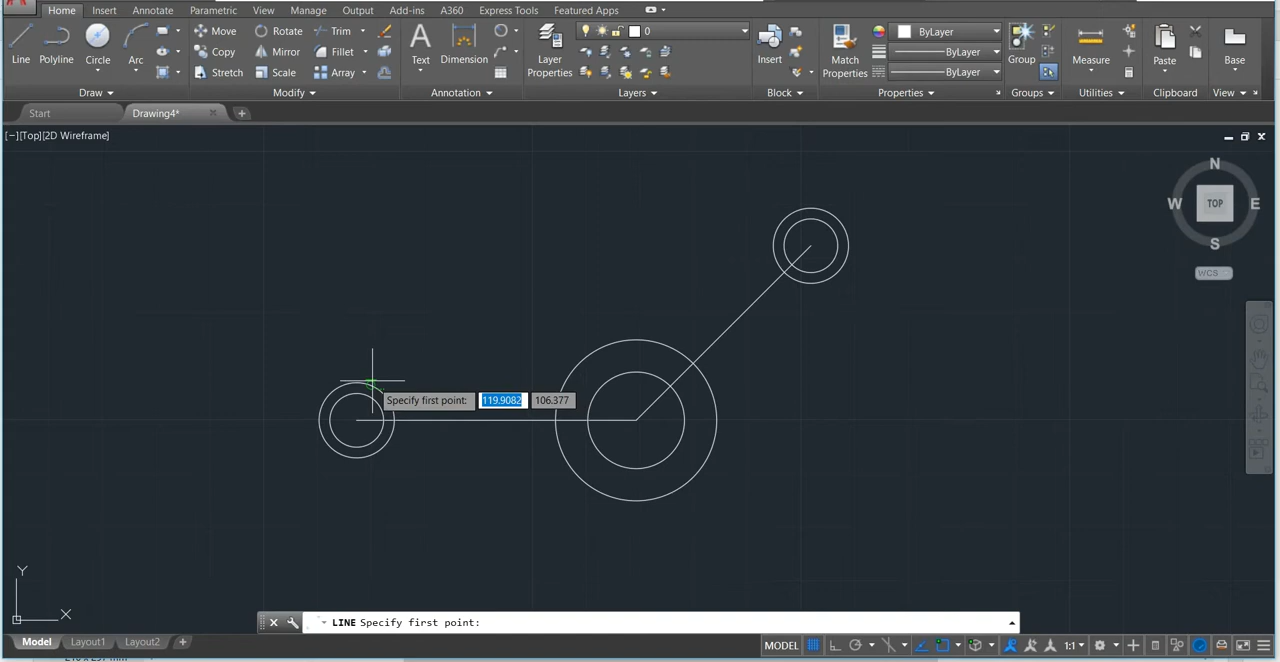 Home Insert Annotate Parametric View Manage Output Add-ins A360 Express Tools Featured Apps
Line Polyline Circle Arc
Move Rotate Trim
Copy Mirror Fillet
Stretch Scale Array
Text Dimension
Layer Properties
0
Insert
Match Properties
ByLayer
ByLayer
ByLayer
Group
Measure
Paste
Base
Draw Modify Annotation Layers Block Properties Groups Utilities Clipboard View
Start Drawing4*
[−][Top][2D Wireframe]
N
W TOP E
S
WCS
Specify first point: 119.9082 106.377
Y
X
LINE Specify first point:
Model Layout1 Layout2
MODEL 1:1